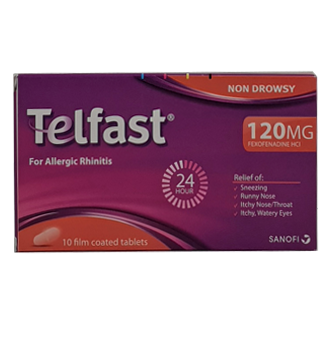 NON DROWSY
Telfast®
120MG
FEXOFENADINE HCl
For Allergic Rhinitis
24
HOUR
Relief of:
✓ Sneezing
✓ Runny Nose
✓ Itchy Nose/Throat
✓ Itchy, Watery Eyes
10 film coated tablets
SANOFI